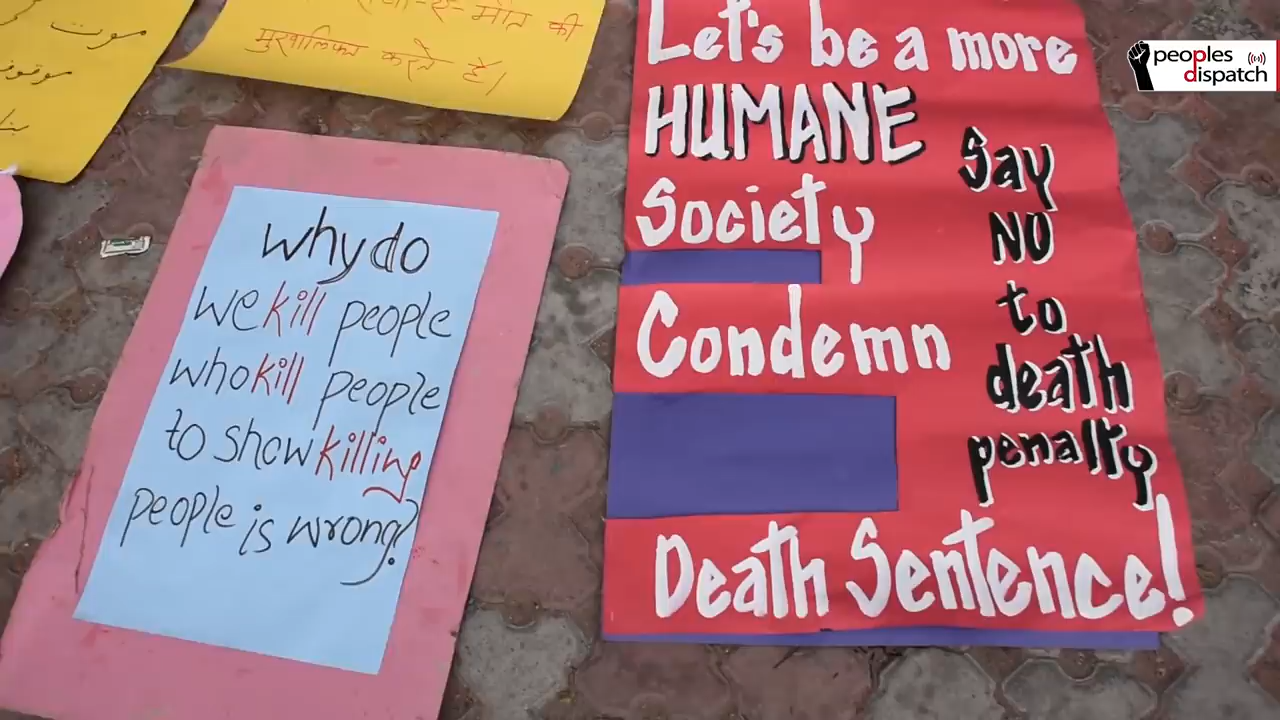 موت
मौत की
मुखालिफत करते हैं।
Why do
we kill people
who kill people
to show killing
people is wrong?
Let's be a more
HUMANE
Society
Condemn
Death Sentence!
Say
NO
to
death
penalty
peoples
dispatch